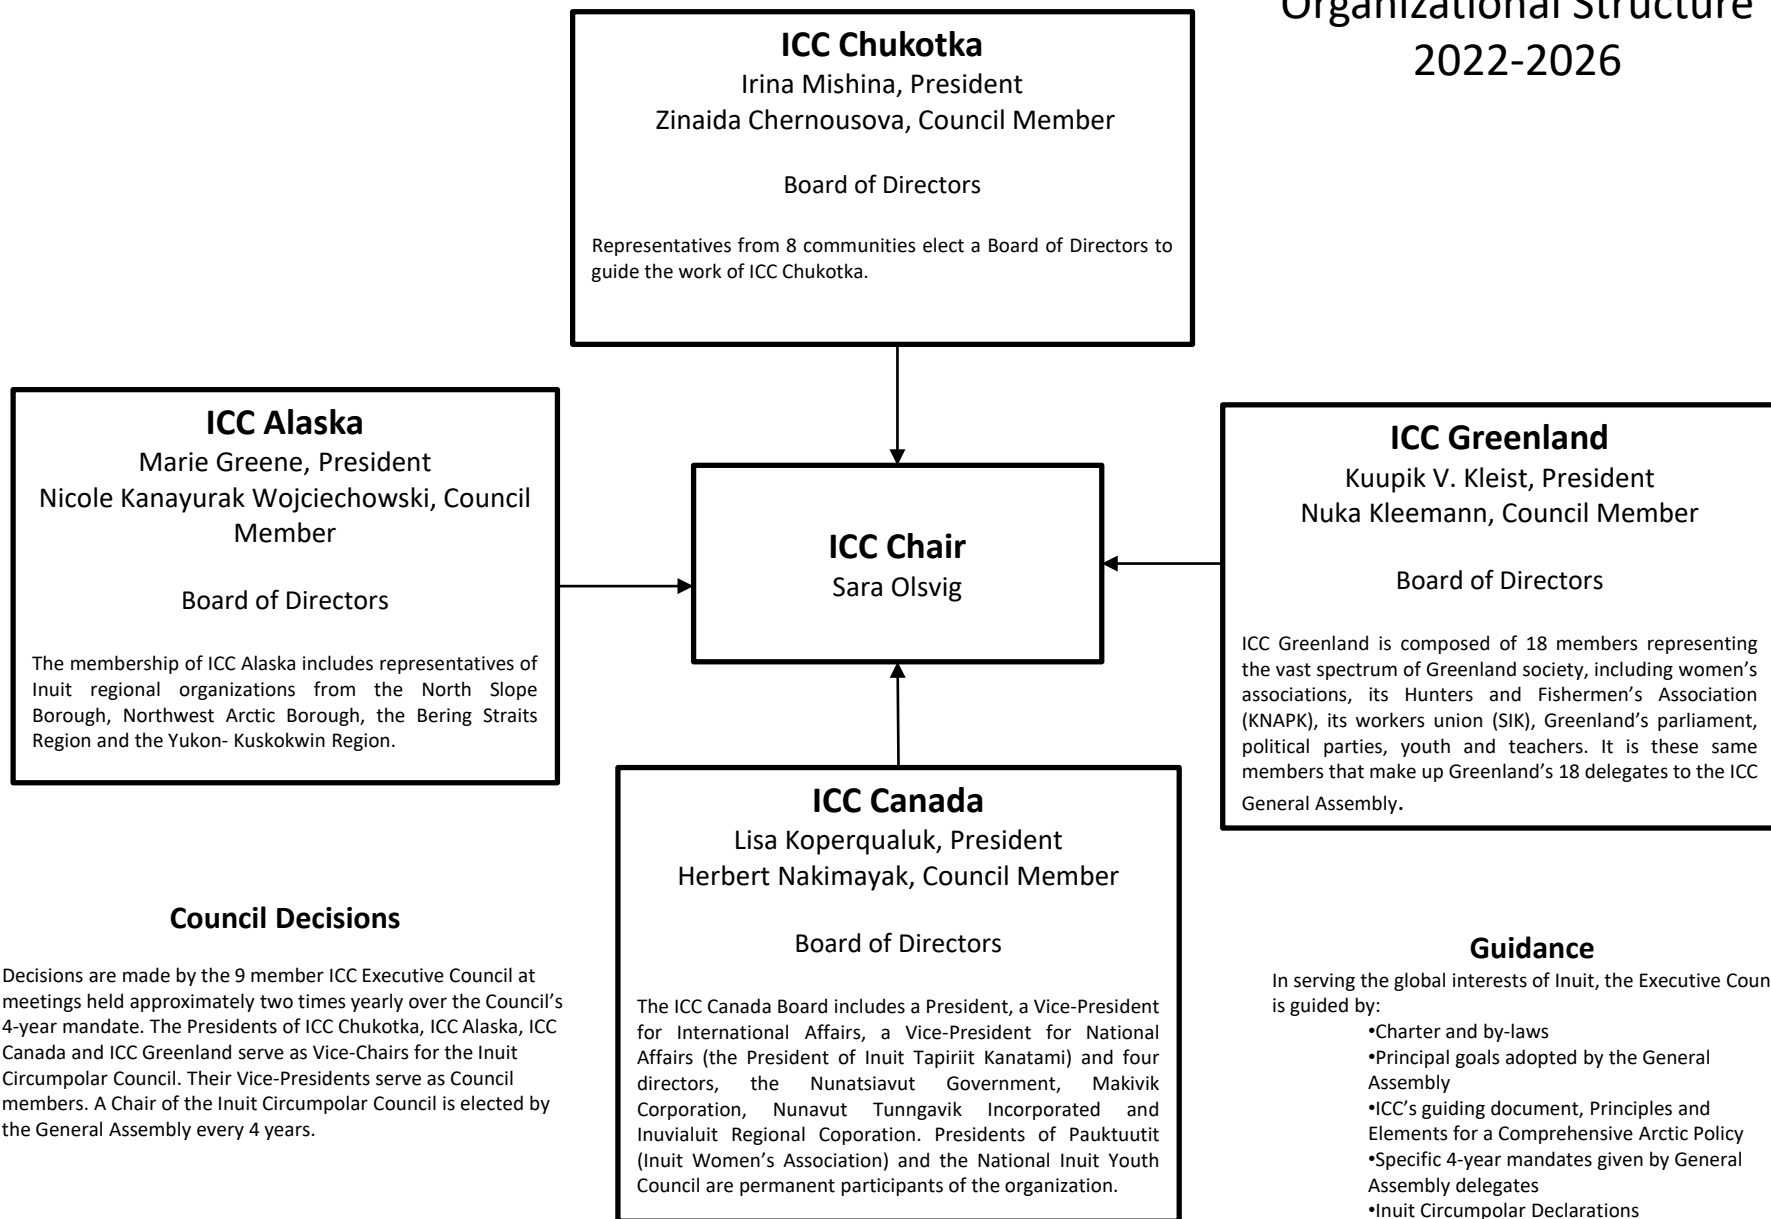 Organizational Structure
2022-2026
ICC Chukotka
Irina Mishina, President
Zinaida Chernousova, Council Member
Board of Directors
Representatives from 8 communities elect a Board of Directors to
guide the work of ICC Chukotka.
ICC Alaska
Marie Greene, President
Nicole Kanayurak Wojciechowski, Council
Member
Board of Directors
The membership of ICC Alaska includes representatives of
Inuit regional organizations from the North Slope
Borough, Northwest Arctic Borough, the Bering Straits
Region and the Yukon- Kuskokwin Region.
ICC Chair
Sara Olsvig
ICC Greenland
Kuupik V. Kleist, President
Nuka Kleemann, Council Member
Board of Directors
ICC Greenland is composed of 18 members representing
the vast spectrum of Greenland society, including women’s
associations, its Hunters and Fishermen’s Association
(KNAPK), its workers union (SIK), Greenland’s parliament,
political parties, youth and teachers. It is these same
members that make up Greenland’s 18 delegates to the ICC
General Assembly.
ICC Canada
Lisa Koperqualuk, President
Herbert Nakimayak, Council Member
Board of Directors
The ICC Canada Board includes a President, a Vice-President
for International Affairs, a Vice-President for National
Affairs (the President of Inuit Tapiriit Kanatami) and four
directors, the Nunatsiavut Government, Makivik
Corporation, Nunavut Tunngavik Incorporated and
Inuvialuit Regional Coporation. Presidents of Pauktuutit
(Inuit Women’s Association) and the National Inuit Youth
Council are permanent participants of the organization.
Council Decisions
Decisions are made by the 9 member ICC Executive Council at
meetings held approximately two times yearly over the Council’s
4-year mandate. The Presidents of ICC Chukotka, ICC Alaska, ICC
Canada and ICC Greenland serve as Vice-Chairs for the Inuit
Circumpolar Council. Their Vice-Presidents serve as Council
members. A Chair of the Inuit Circumpolar Council is elected by
the General Assembly every 4 years.
Guidance
In serving the global interests of Inuit, the Executive Coun
is guided by:
•Charter and by-laws
•Principal goals adopted by the General
Assembly
•ICC’s guiding document, Principles and
Elements for a Comprehensive Arctic Policy
•Specific 4-year mandates given by General
Assembly delegates
•Inuit Circumpolar Declarations